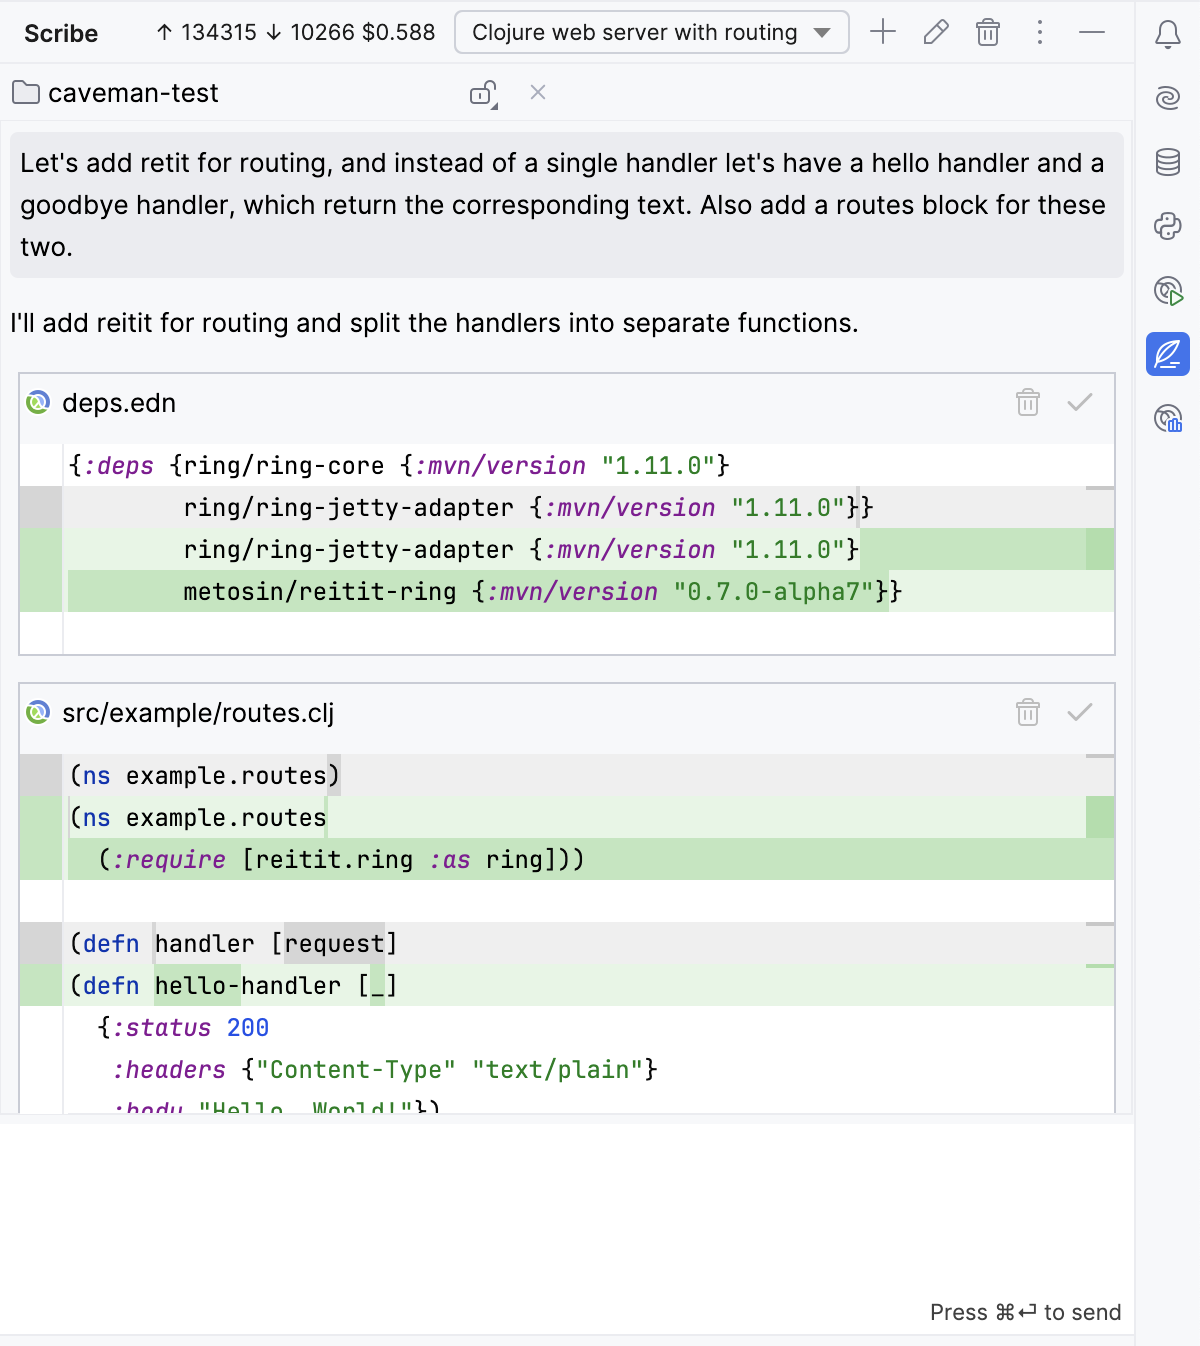 Scribe ↑ 134315 ↓ 10266 $0.588 Clojure web server with routing
caveman-test
Let's add retit for routing, and instead of a single handler let's have a hello handler and a
goodbye handler, which return the corresponding text. Also add a routes block for these
two.
I'll add reitit for routing and split the handlers into separate functions.
deps.edn
{:deps {ring/ring-core {:mvn/version "1.11.0"}
ring/ring-jetty-adapter {:mvn/version "1.11.0"}}
ring/ring-jetty-adapter {:mvn/version "1.11.0"}
metosin/reitit-ring {:mvn/version "0.7.0-alpha7"}}
src/example/routes.clj
(ns example.routes)
(ns example.routes
(:require [reitit.ring :as ring]))
(defn handler [request]
(defn hello-handler [_]
{:status 200
:headers {"Content-Type" "text/plain"}
:body "Hello, World!"})
Press ⌘⏎ to send